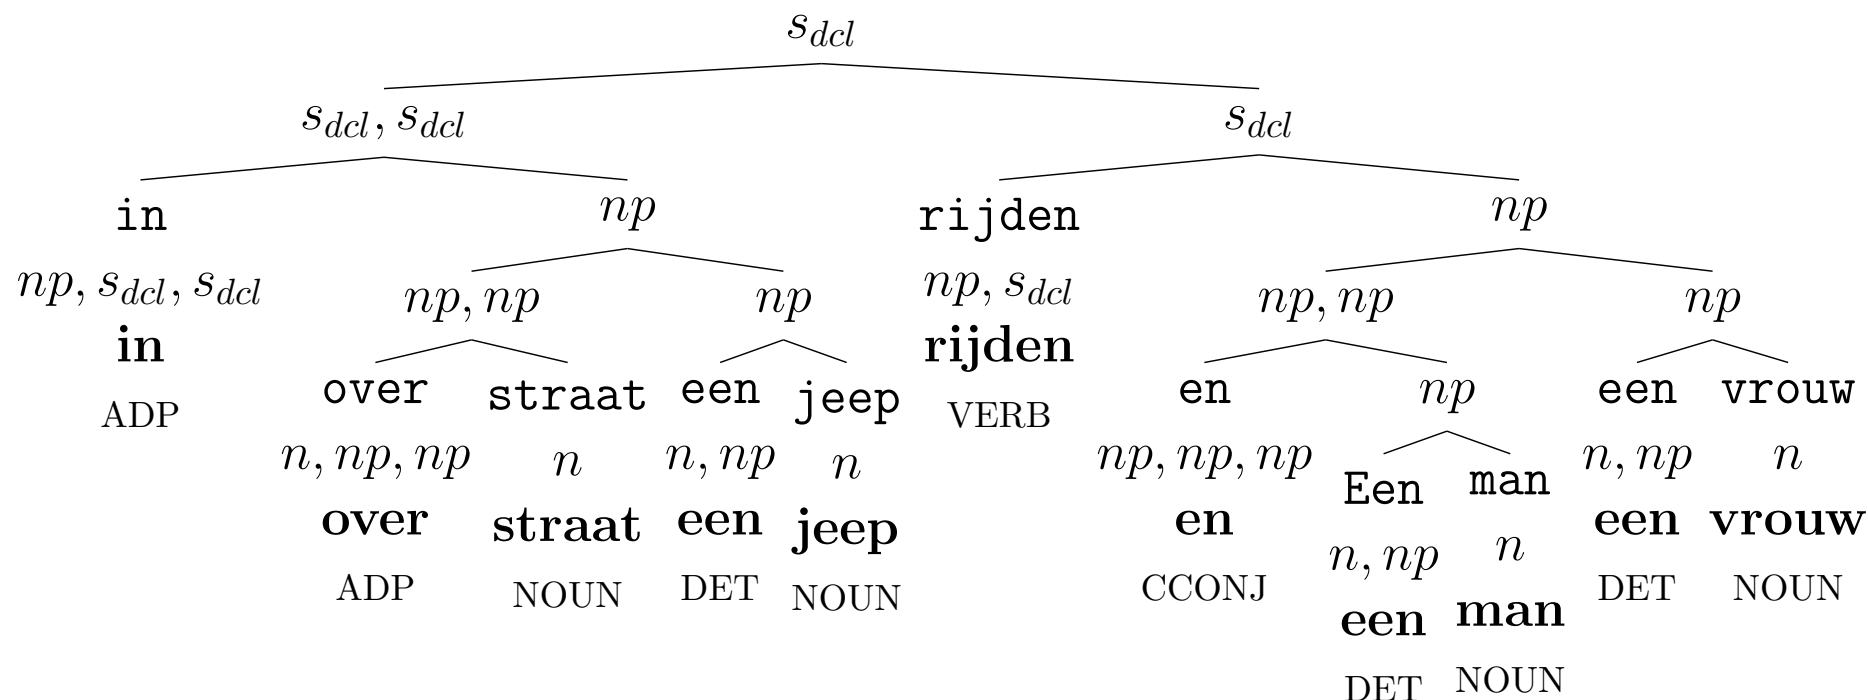 s_dcl
s_dcl, s_dcl s_dcl
in np rijden np
np, s_dcl, s_dcl np, np np np, s_dcl np, np np
in rijden
over straat een jeep en np een vrouw
ADP VERB
n, np, np n n, np n np, np, np Een man n, np n
over straat een jeep en n, np n een vrouw
ADP NOUN DET NOUN CCONJ een man DET NOUN
DET NOUN